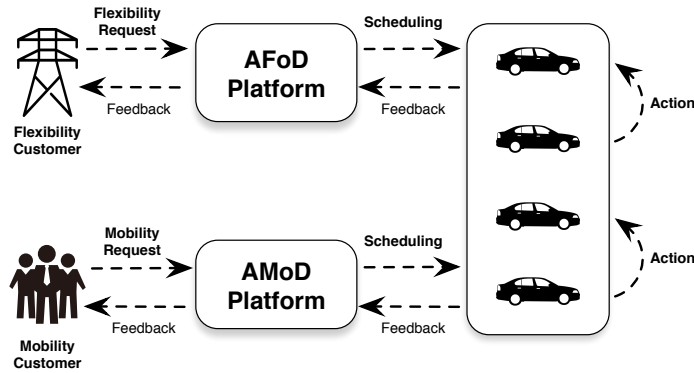 Flexibility
Request
Scheduling
AFoD
Platform
Feedback
Feedback
Action
Flexibility
Customer
Mobility
Request
Scheduling
AMoD
Platform
Action
Feedback
Feedback
Mobility
Customer